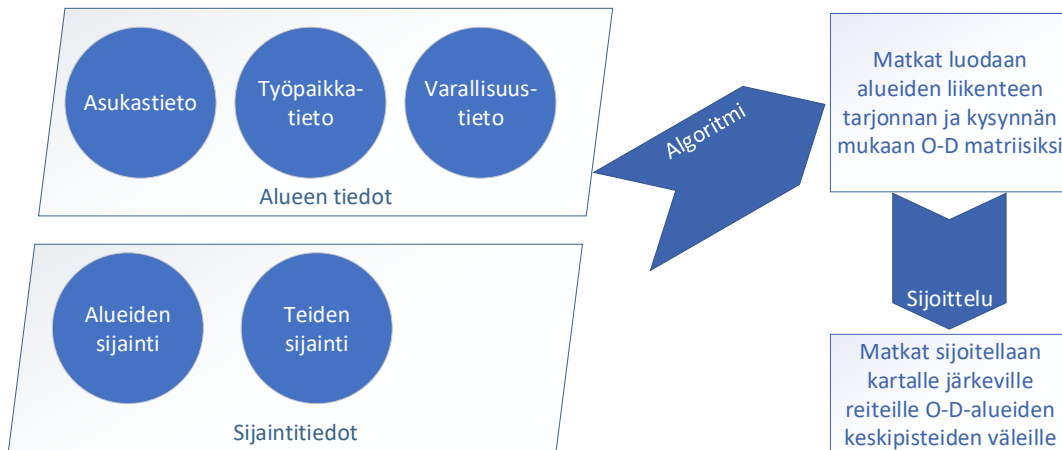 Asukastieto
Työpaikka-
tieto
Varallisuus-
tieto
Alueen tiedot
Alueiden
sijainti
Teiden
sijainti
Sijaintitiedot
Algoritmi
Matkat luodaan
alueiden liikenteen
tarjonnan ja kysynnän
mukaan O-D matriisiksi
Sijoittelu
Matkat sijoitellaan
kartalle järkeville
reiteille O-D-alueiden
keskipisteiden väleille